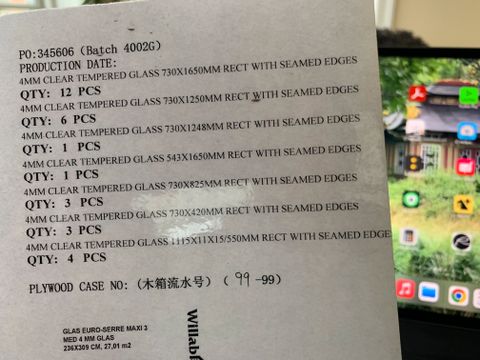 PO:345606 (Batch 4002G)
PRODUCTION DATE:
4MM CLEAR TEMPERED GLASS 730X1650MM RECT WITH SEAMED EDGES
QTY: 12 PCS
4MM CLEAR TEMPERED GLASS 730X1250MM RECT WITH SEAMED EDGES
QTY: 6 PCS
4MM CLEAR TEMPERED GLASS 730X1248MM RECT WITH SEAMED EDGES
QTY: 1 PCS
4MM CLEAR TEMPERED GLASS 543X1650MM RECT WITH SEAMED EDGES
QTY: 1 PCS
4MM CLEAR TEMPERED GLASS 730X825MM RECT WITH SEAMED EDGES
QTY: 3 PCS
4MM CLEAR TEMPERED GLASS 730X420MM RECT WITH SEAMED EDGES
QTY: 3 PCS
4MM CLEAR TEMPERED GLASS 1115X11X15/550MM RECT WITH SEAMED EDGES
QTY: 4 PCS
PLYWOOD CASE NO: (木箱流水号) ( 99 -99)
GLAS EURO-SERRE MAXI 3
MED 4 MM GLAS
236X309 CM, 27,01 m2